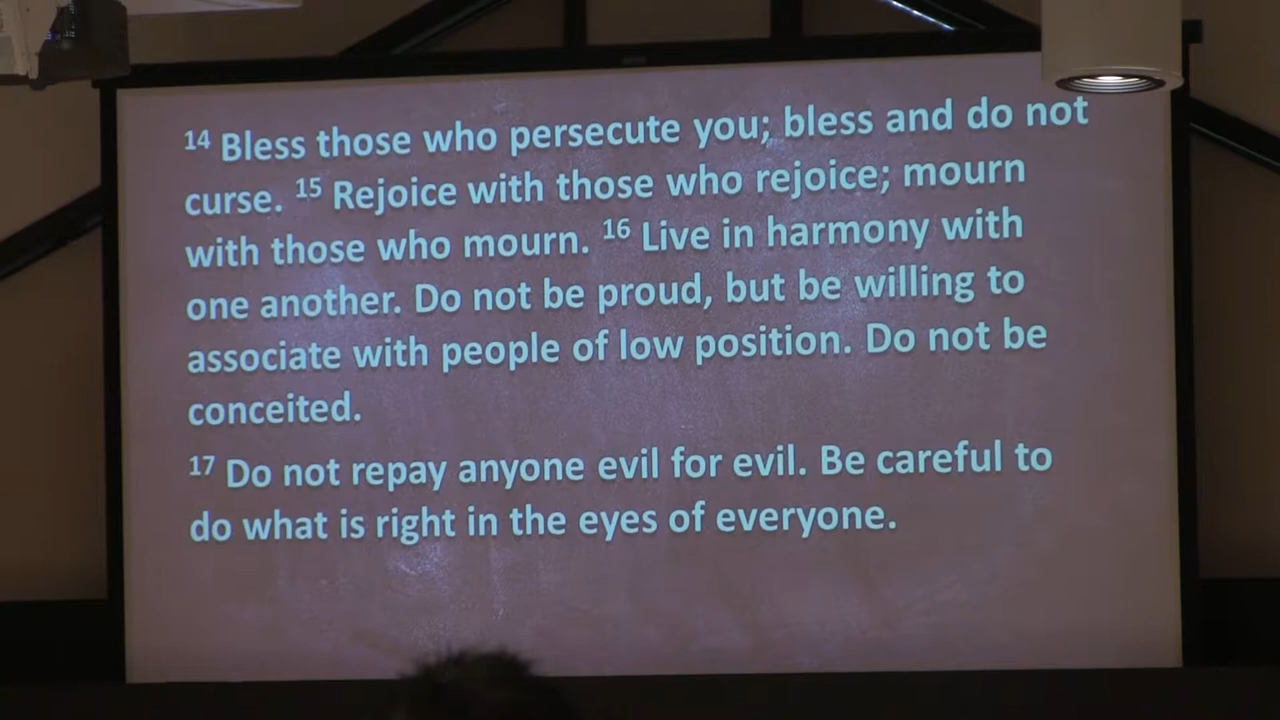 14 Bless those who persecute you; bless and do not
curse. 15 Rejoice with those who rejoice; mourn
with those who mourn. 16 Live in harmony with
one another. Do not be proud, but be willing to
associate with people of low position. Do not be
conceited.
17 Do not repay anyone evil for evil. Be careful to
do what is right in the eyes of everyone.